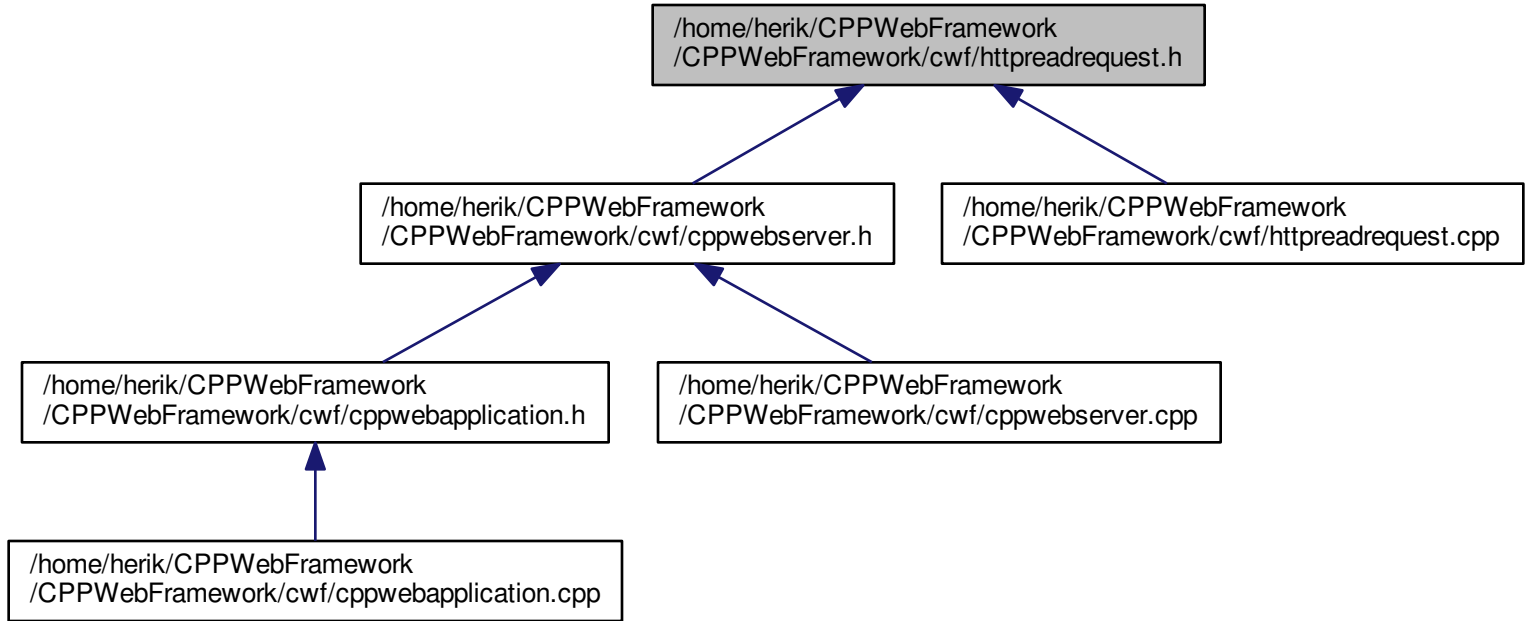 /home/herik/CPPWebFramework
/CPPWebFramework/cwf/httpreadrequest.h
/home/herik/CPPWebFramework
/CPPWebFramework/cwf/cppwebserver.h
/home/herik/CPPWebFramework
/CPPWebFramework/cwf/httpreadrequest.cpp
/home/herik/CPPWebFramework
/CPPWebFramework/cwf/cppwebapplication.h
/home/herik/CPPWebFramework
/CPPWebFramework/cwf/cppwebserver.cpp
/home/herik/CPPWebFramework
/CPPWebFramework/cwf/cppwebapplication.cpp